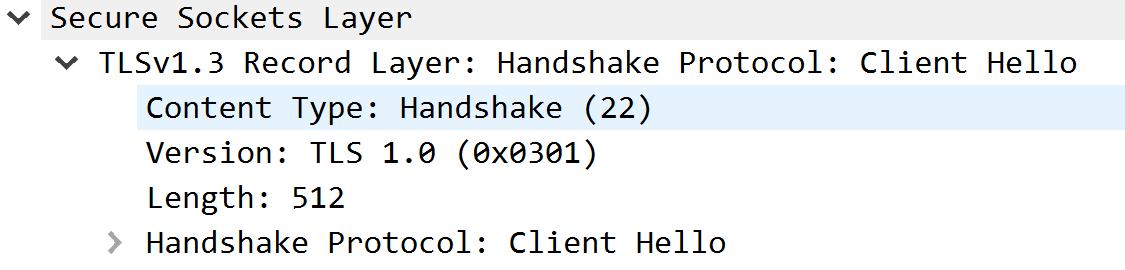 Secure Sockets Layer
TLSv1.3 Record Layer: Handshake Protocol: Client Hello
Content Type: Handshake (22)
Version: TLS 1.0 (0x0301)
Length: 512
Handshake Protocol: Client Hello